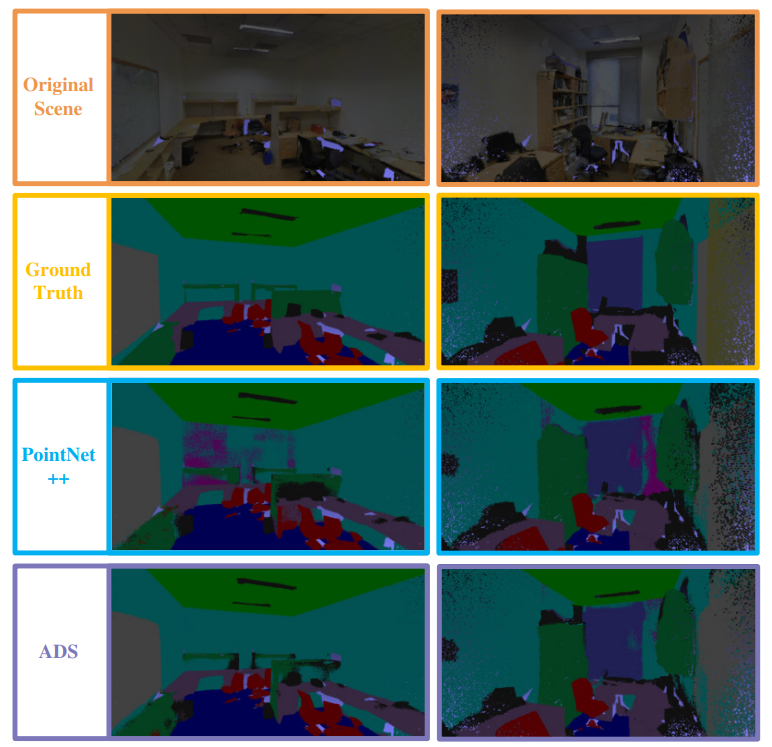 Original
Scene
Ground
Truth
PointNet
++
ADS